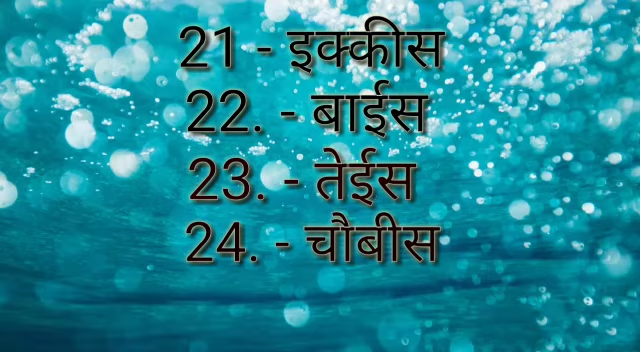 21 - इक्कीस
22. - बाईस
23. - तेईस
24. - चौबीस